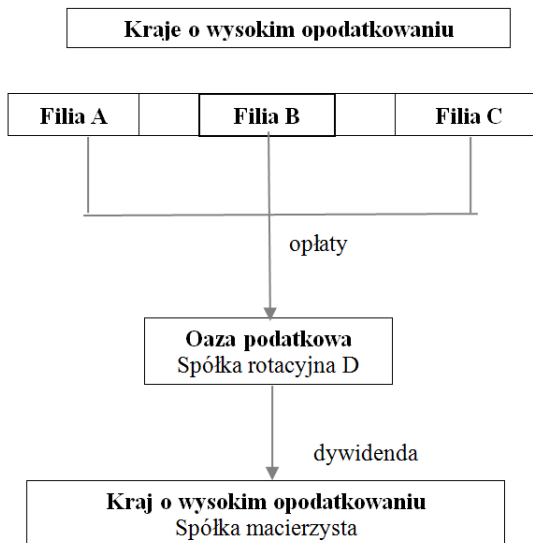 Kraje o wysokim opodatkowaniu
Filia A Filia B Filia C
opłaty
Oaza podatkowa
Spółka rotacyjna D
dywidenda
Kraj o wysokim opodatkowaniu
Spółka macierzysta